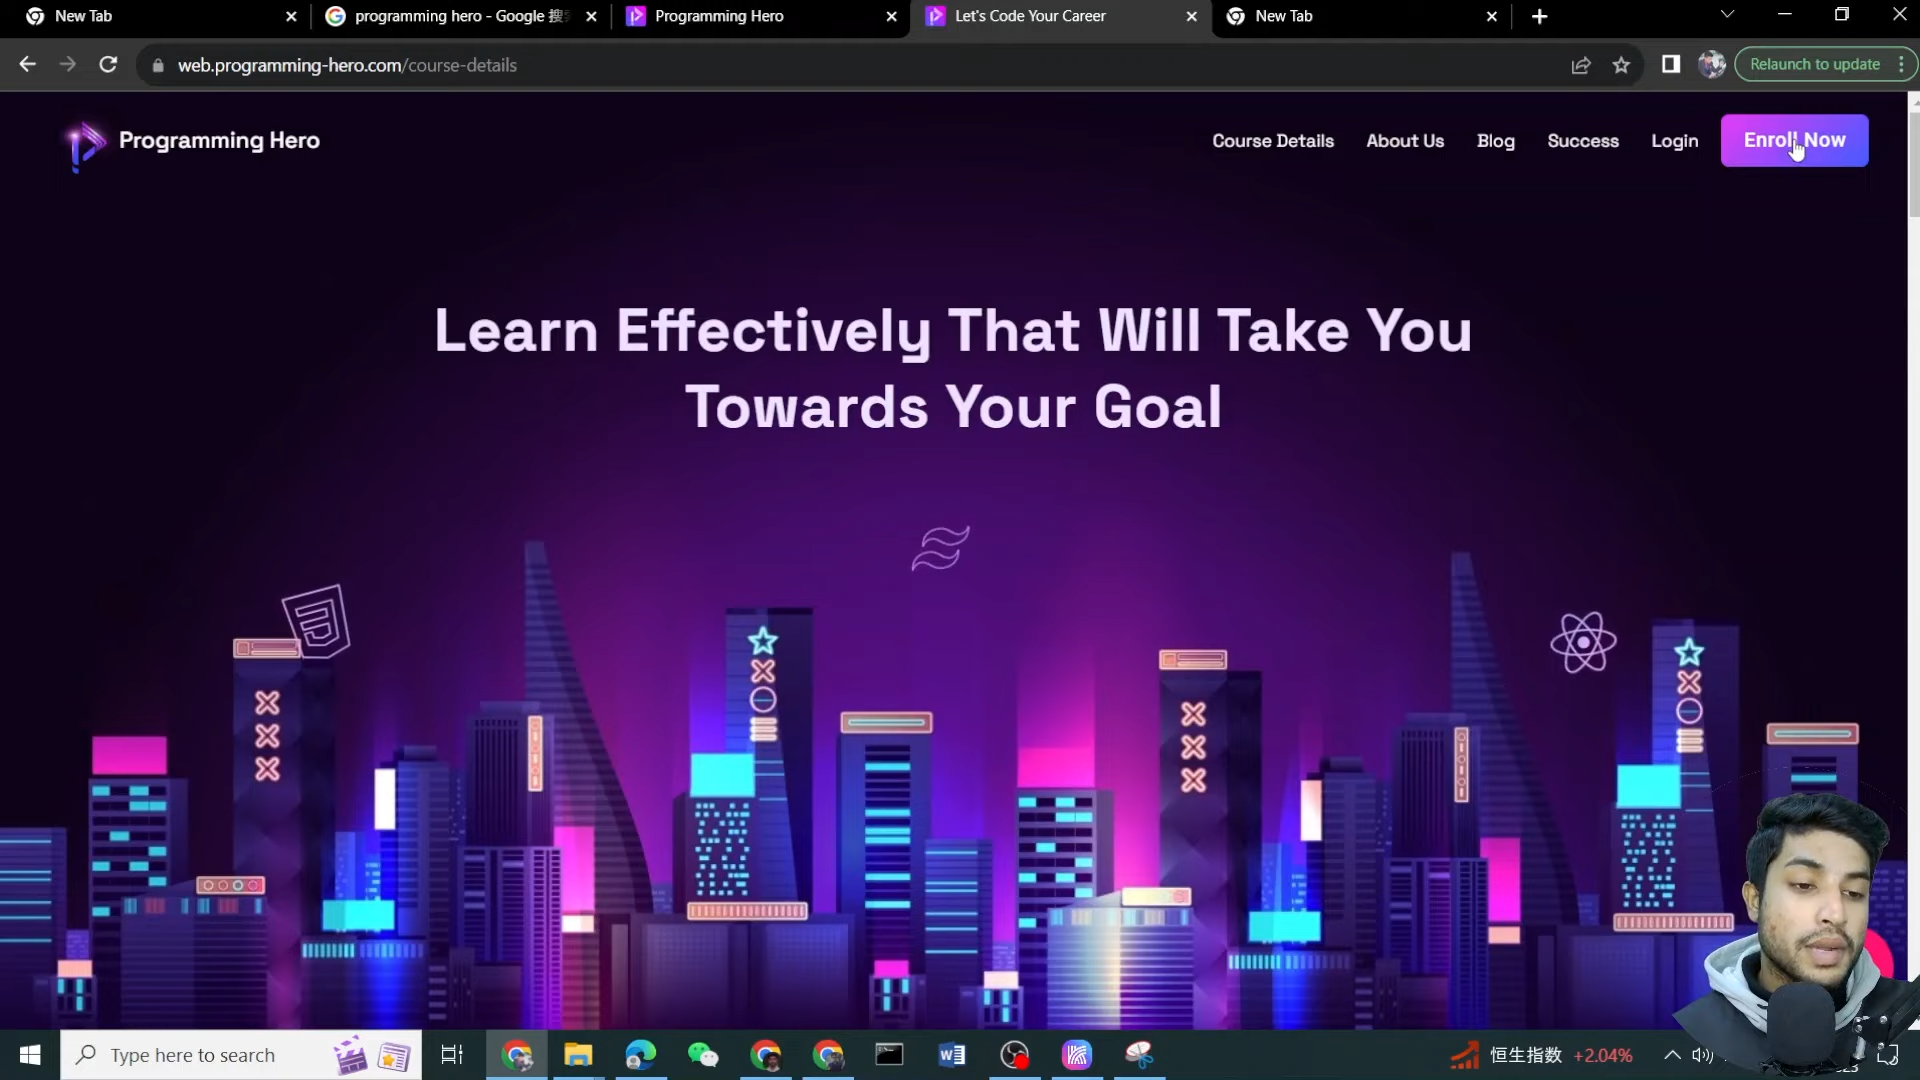 New Tab
programming hero - Google 搜
Programming Hero
Let's Code Your Career
New Tab
web.programming-hero.com/course-details
Relaunch to update
Programming Hero
Course Details
About Us
Blog
Success
Login
Enroll Now
Learn Effectively That Will Take You
Towards Your Goal
Type here to search
恒生指数 +2.04%